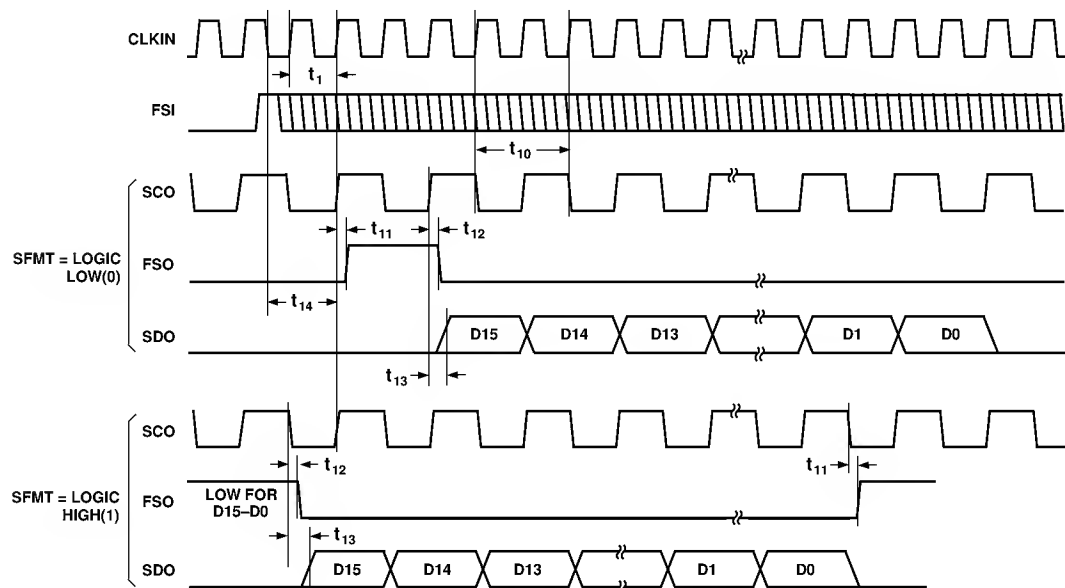 CLKIN
t1
FSI
t10
SCO
t11
t12
SFMT = LOGIC
LOW(0)
FSO
t14
SDO
D15
D14
D13
D1
D0
t13
SCO
t12
t11
SFMT = LOGIC
HIGH(1)
FSO
LOW FOR
D15–D0
t13
SDO
D15
D14
D13
D1
D0